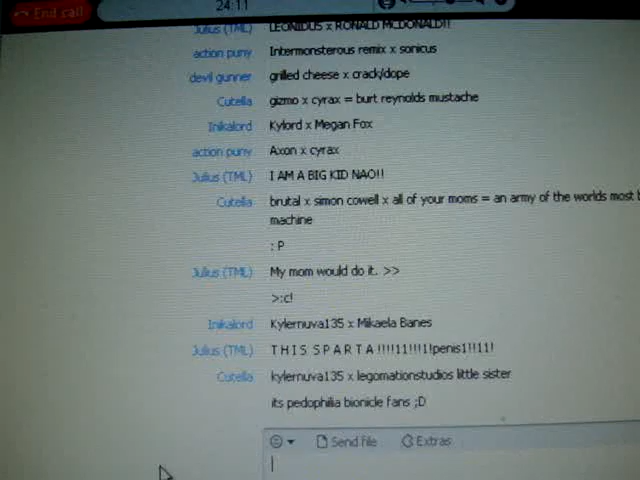 End call
24:11
Julius (TML) LEONIDUS x RONALD MCDONALD!!
action puny Intermonsterous remix x sonicus
devil gunner grilled cheese x crack/dope
Cutella gizmo x cyrax = burt reynolds mustache
Inikalord Kylord x Megan Fox
action puny Axon x cyrax
Julius (TML) I AM A BIG KID NAO!!
Cutella brutal x simon cowell x all of your moms = an army of the worlds most
machine
: P
Julius (TML) My mom would do it. >>
>:c!
Inikalord Kylernuva135 x Mikaela Banes
Julius (TML) T H I S S P A R T A !!!!11!!!1!penis1!!11!
Cutella kylernuva135 x legomationstudios little sister
its pedophilia bionicle fans ;D
Send file Extras